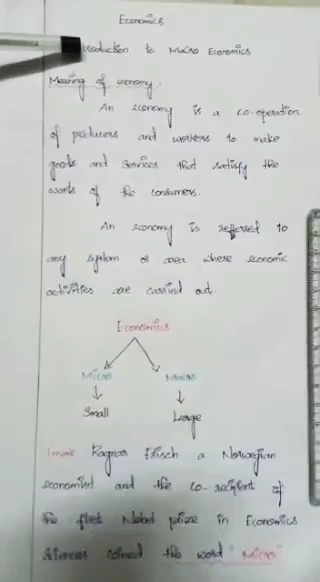 Economics
Introduction to Macro Economics
Meaning of economy:
An economy is a co-operation
of producers and workers to make
goods and services that satisfy the
wants of the consumers.
An economy is referred to
any system or area where economic
activities are carried out.
Economics
Micro Macro
Small Large
1 mark Ragnar Frisch a Norwegian
economist and the co-recipient of
the first Nobel prize in Economics
Sciences coined the word "Micro"